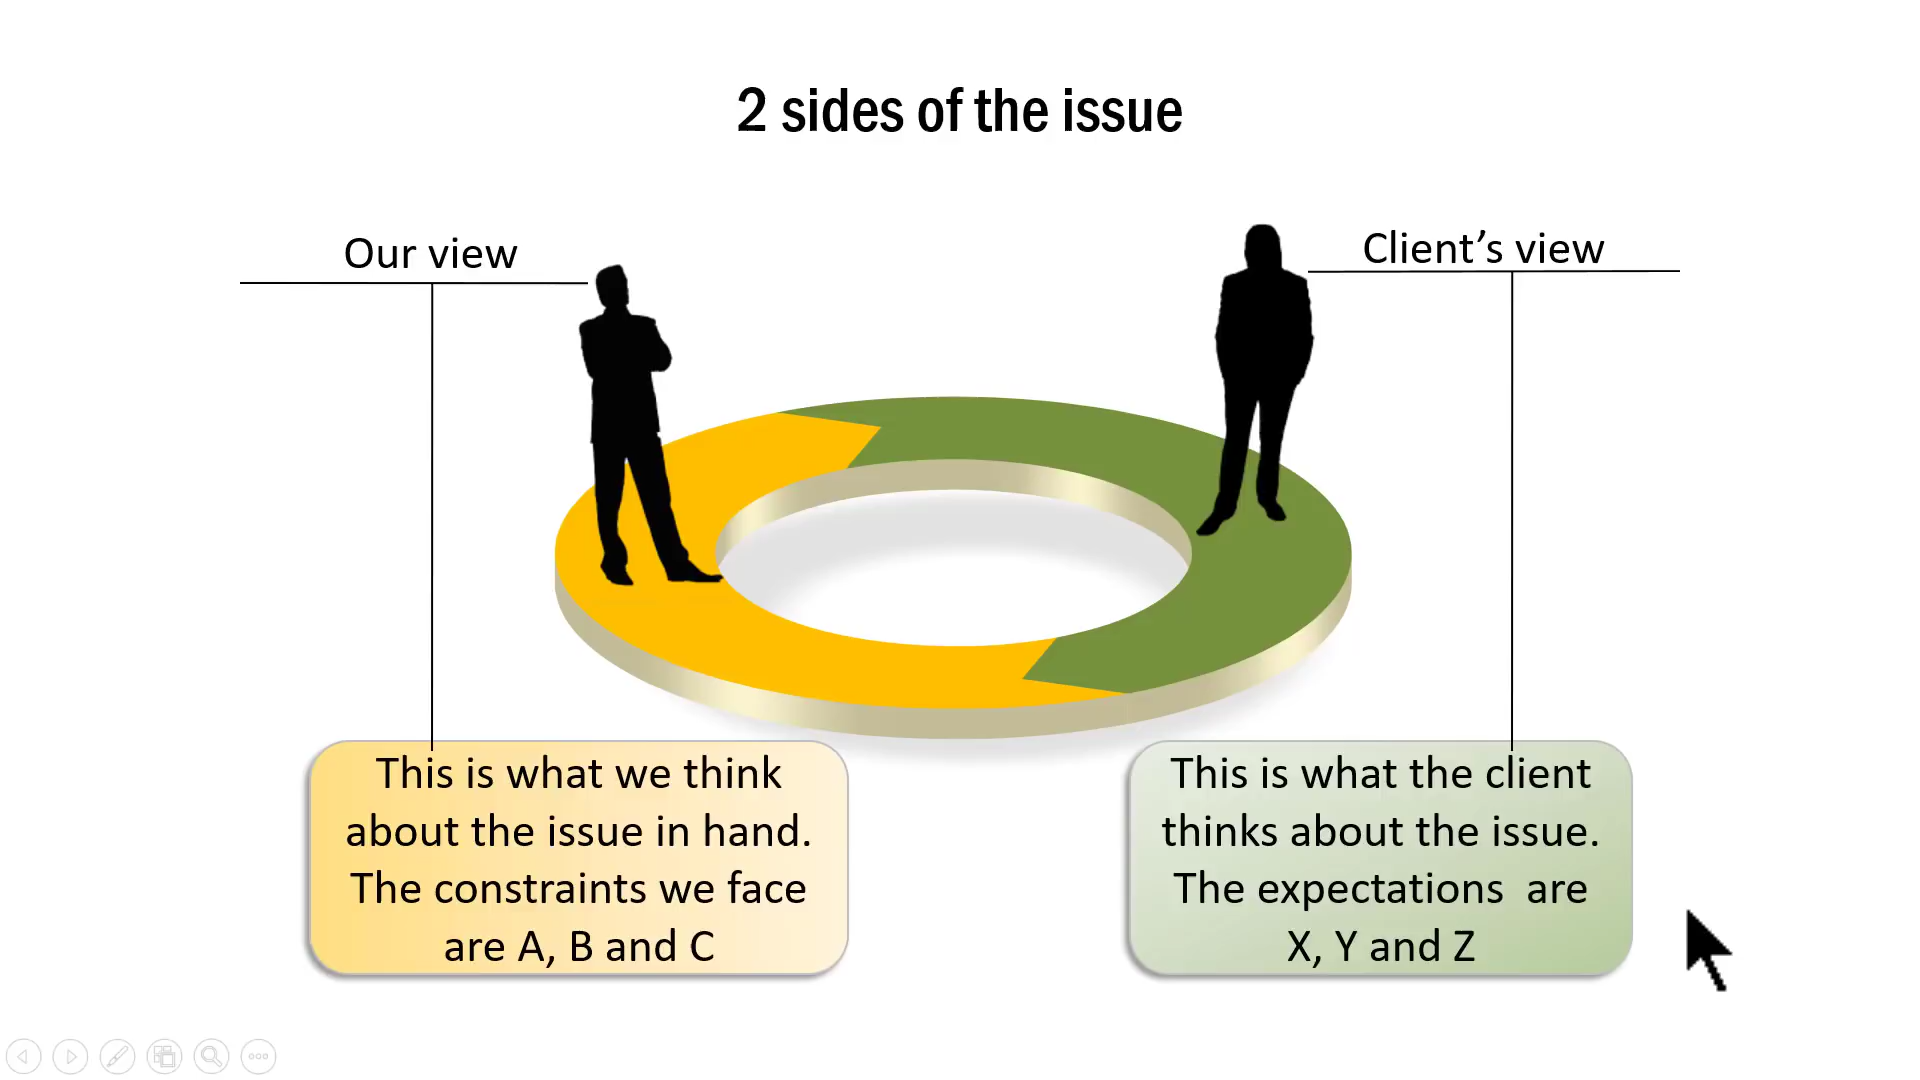 2 sides of the issue
Our view
Client’s view
This is what we think
about the issue in hand.
The constraints we face
are A, B and C
This is what the client
thinks about the issue.
The expectations  are
X, Y and Z